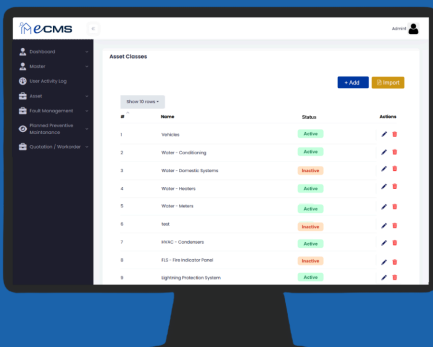 eCMS
Admin
Dashboard
Master
User Activity Log
Asset
Fault Management
Planned Preventive
Maintanance
Quotation / Workorder
Asset Classes
+ Add
Import
Show 10 rows
# Name Status Actions
1 Vehicles Active
2 Water - Conditioning Active
3 Water - Domestic Systems Inactive
4 Water - Heaters Active
5 Water - Meters Active
6 test Inactive
7 HVAC - Condensers Active
8 FLS - Fire Indicator Panel Inactive
9 Lightning Protection System Active